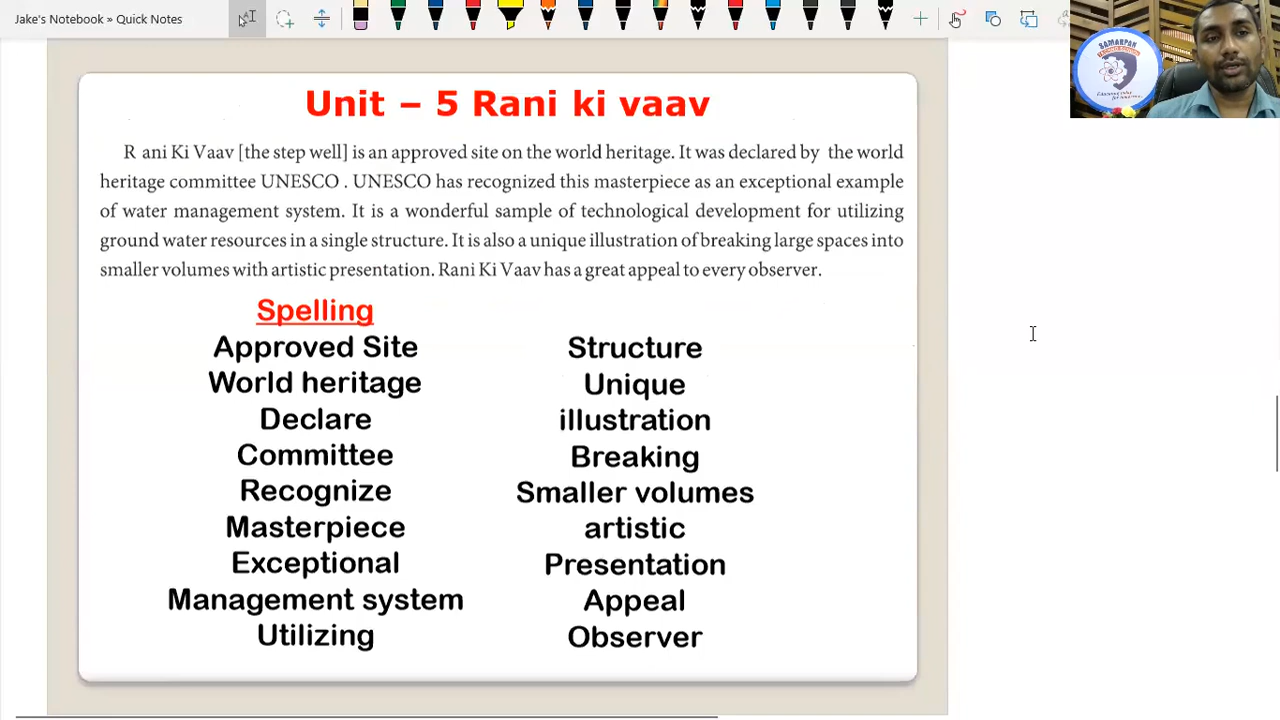 Jake's Notebook » Quick Notes
SAMARPAN
Unit – 5 Rani ki vaav
R ani Ki Vaav [the step well] is an approved site on the world heritage. It was declared by the world
heritage committee UNESCO . UNESCO has recognized this masterpiece as an exceptional example
of water management system. It is a wonderful sample of technological development for utilizing
ground water resources in a single structure. It is also a unique illustration of breaking large spaces into
smaller volumes with artistic presentation. Rani Ki Vaav has a great appeal to every observer.
Spelling
Approved Site
World heritage
Declare
Committee
Recognize
Masterpiece
Exceptional
Management system
Utilizing
Structure
Unique
illustration
Breaking
Smaller volumes
artistic
Presentation
Appeal
Observer